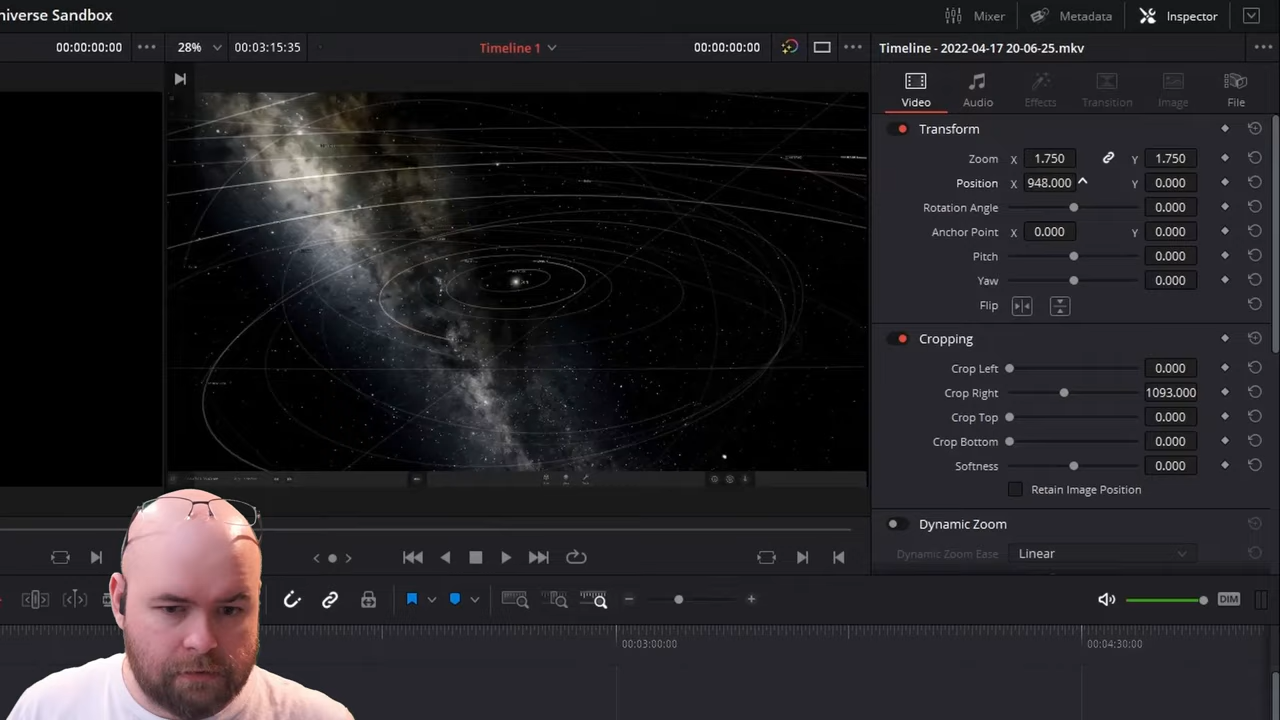 niverse Sandbox
Mixer
Metadata
Inspector
00:00:00:00
28%
00:03:15:35
Timeline 1
00:00:00:00
Timeline - 2022-04-17 20-06-25.mkv
Video
Audio
Effects
Transition
Image
File
Transform
Zoom X 1.750 Y 1.750
Position X 948.000 Y 0.000
Rotation Angle 0.000
Anchor Point X 0.000 Y 0.000
Pitch 0.000
Yaw 0.000
Flip
Cropping
Crop Left 0.000
Crop Right 1093.000
Crop Top 0.000
Crop Bottom 0.000
Softness 0.000
Retain Image Position
Dynamic Zoom
Dynamic Zoom Ease Linear
DIM
00:03:00:00
00:04:30:00